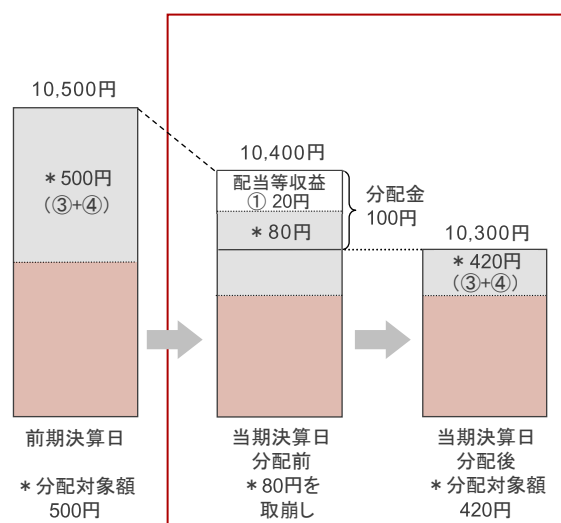 10,500円
＊500円
（③+④）
前期決算日
＊分配対象額
500円
10,400円
配当等収益
① 20円
＊80円
分配金
100円
当期決算日
分配前
＊80円を
取崩し
10,300円
＊420円
（③+④）
当期決算日
分配後
＊分配対象額
420円